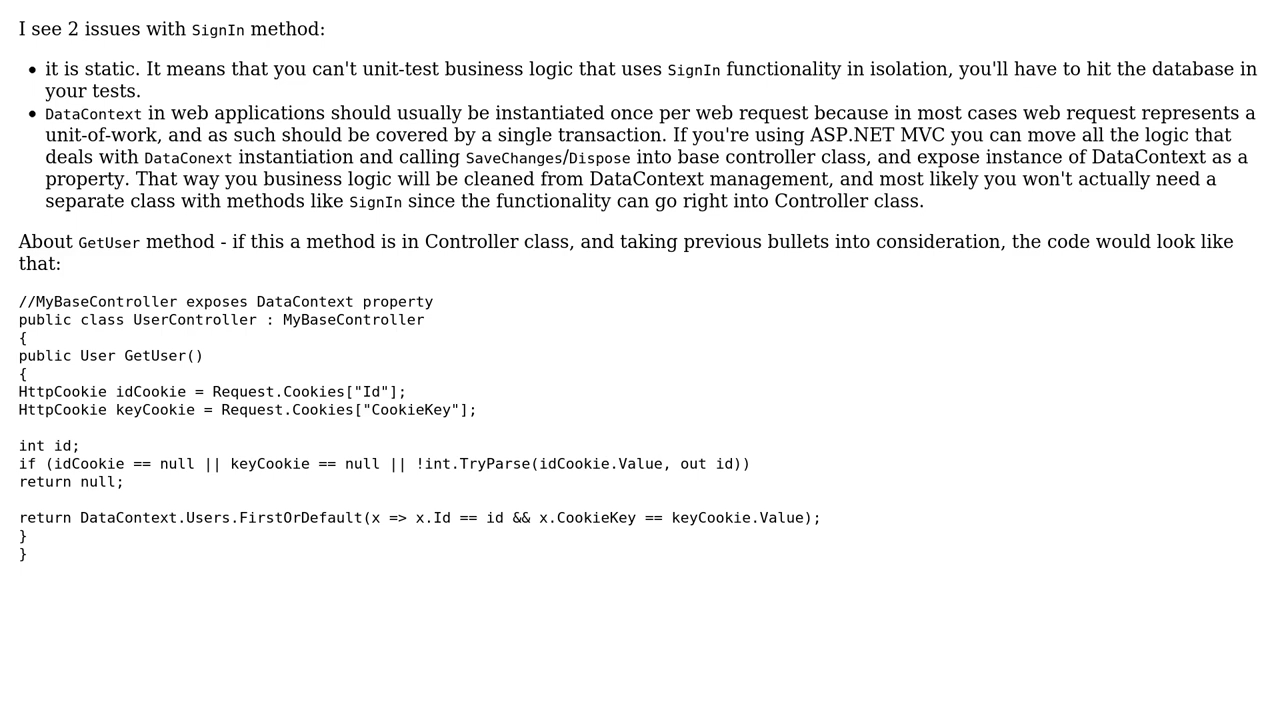 I see 2 issues with SignIn method:
it is static. It means that you can't unit-test business logic that uses SignIn functionality in isolation, you'll have to hit the database in
your tests.
DataContext in web applications should usually be instantiated once per web request because in most cases web request represents a
unit-of-work, and as such should be covered by a single transaction. If you're using ASP.NET MVC you can move all the logic that
deals with DataConext instantiation and calling SaveChanges/Dispose into base controller class, and expose instance of DataContext as a
property. That way you business logic will be cleaned from DataContext management, and most likely you won't actually need a
separate class with methods like SignIn since the functionality can go right into Controller class.
About GetUser method - if this a method is in Controller class, and taking previous bullets into consideration, the code would look like
that:
//MyBaseController exposes DataContext property
public class UserController : MyBaseController
{
public User GetUser()
{
HttpCookie idCookie = Request.Cookies["Id"];
HttpCookie keyCookie = Request.Cookies["CookieKey"];
int id;
if (idCookie == null || keyCookie == null || !int.TryParse(idCookie.Value, out id))
return null;
return DataContext.Users.FirstOrDefault(x => x.Id == id && x.CookieKey == keyCookie.Value);
}
}